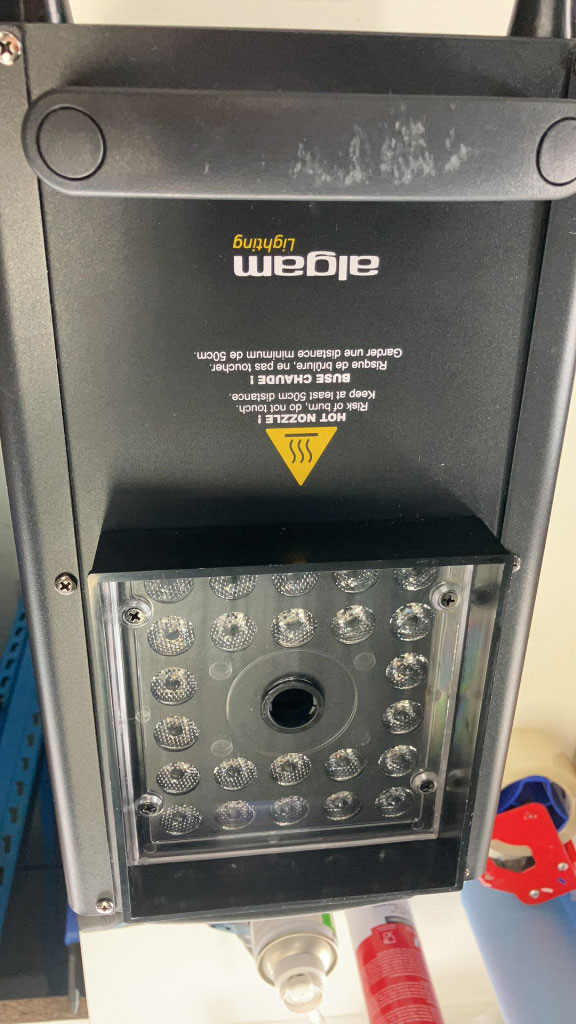 HOT NOZZLE !
Risk of burn, do not touch.
Keep at least 50cm distance.
BUSE CHAUDE !
Risque de brûlure, ne pas toucher.
Garder une distance minimum de 50cm.
algam
Lighting